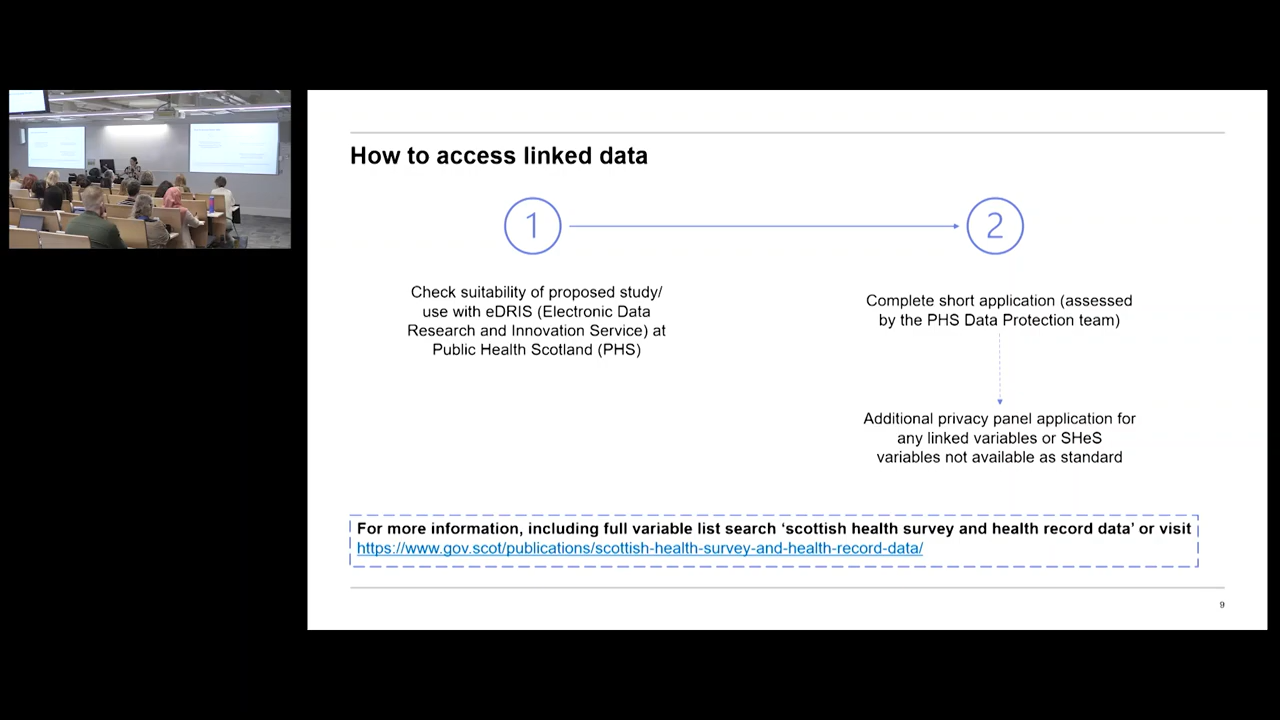 How to access linked data
1
2
Check suitability of proposed study/
use with eDRIS (Electronic Data
Research and Innovation Service) at
Public Health Scotland (PHS)
Complete short application (assessed
by the PHS Data Protection team)
Additional privacy panel application for
any linked variables or SHeS
variables not available as standard
For more information, including full variable list search ‘scottish health survey and health record data’ or visit
https://www.gov.scot/publications/scottish-health-survey-and-health-record-data/
9